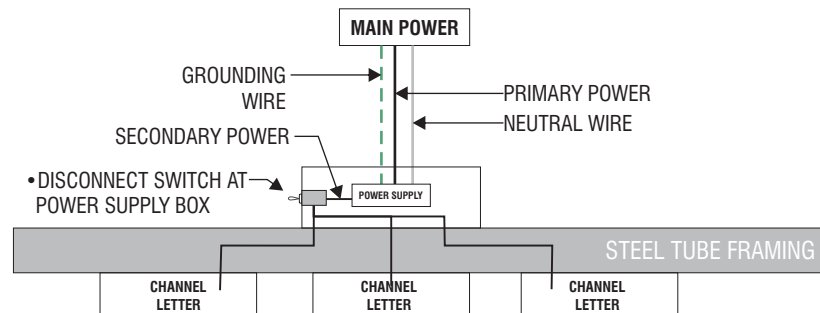 MAIN POWER
GROUNDING
WIRE
PRIMARY POWER
NEUTRAL WIRE
SECONDARY POWER
•DISCONNECT SWITCH AT
POWER SUPPLY BOX
POWER SUPPLY
STEEL TUBE FRAMING
CHANNEL
LETTER
CHANNEL
LETTER
CHANNEL
LETTER